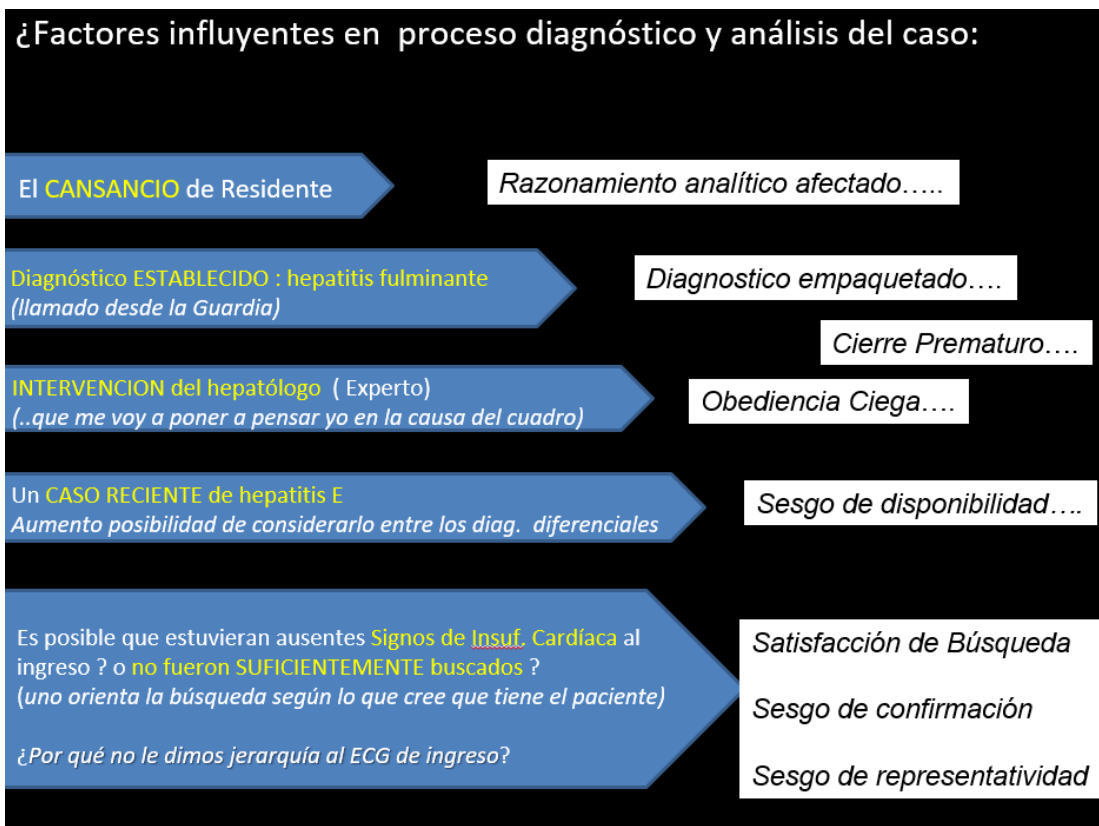 ¿Factores influyentes en proceso diagnóstico y análisis del caso:
El CANSANCIO de Residente
Razonamiento analítico afectado…..
Diagnóstico ESTABLECIDO : hepatitis fulminante
(llamado desde la Guardia)
Diagnostico empaquetado….
Cierre Prematuro….
INTERVENCION del hepatólogo ( Experto)
(..que me voy a poner a pensar yo en la causa del cuadro)
Obediencia Ciega….
Un CASO RECIENTE de hepatitis E
Aumento posibilidad de considerarlo entre los diag. diferenciales
Sesgo de disponibilidad….
Es posible que estuvieran ausentes Signos de Insuf. Cardíaca al
ingreso ? o no fueron SUFICIENTEMENTE buscados ?
(uno orienta la búsqueda según lo que cree que tiene el paciente)
¿Por qué no le dimos jerarquía al ECG de ingreso?
Satisfacción de Búsqueda
Sesgo de confirmación
Sesgo de representatividad